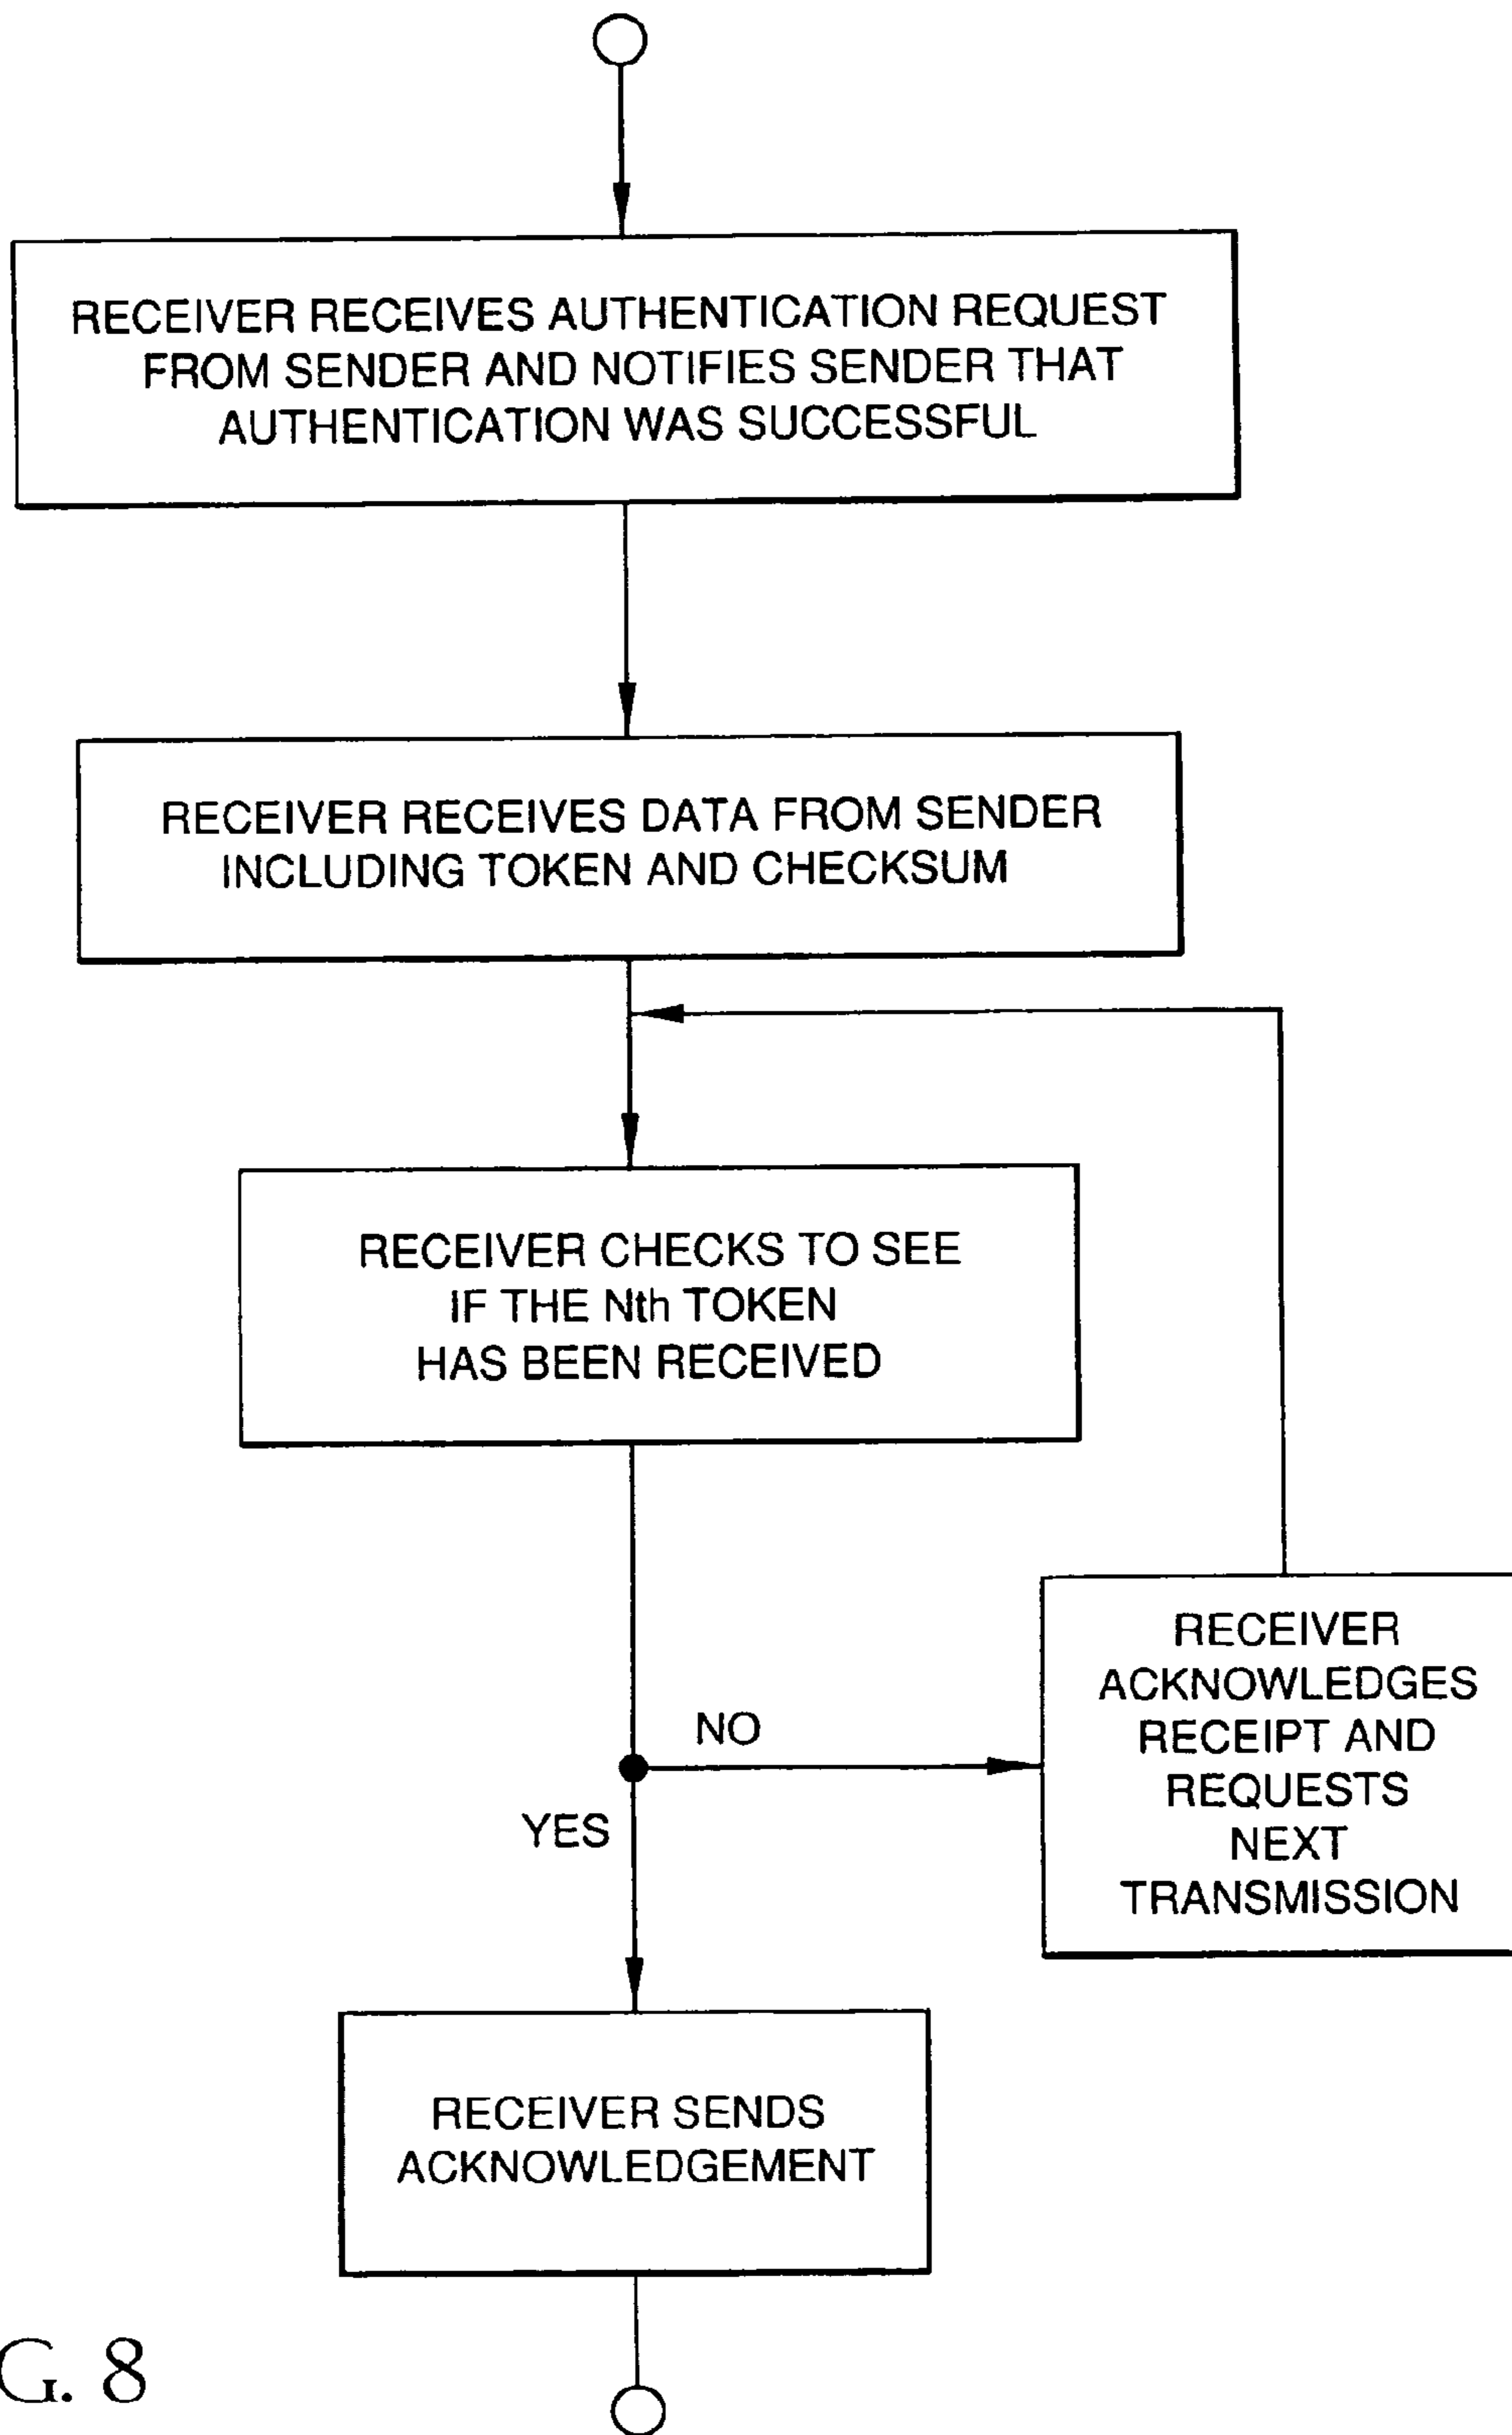 RECEIVER RECEIVES AUTHENTICATION REQUEST
FROM SENDER AND NOTIFIES SENDER THAT
AUTHENTICATION WAS SUCCESSFUL
RECEIVER RECEIVES DATA FROM SENDER
INCLUDING TOKEN AND CHECKSUM
RECEIVER CHECKS TO SEE
IF THE Nth TOKEN
HAS BEEN RECEIVED
NO
YES
RECEIVER
ACKNOWLEDGES
RECEIPT AND
REQUESTS
NEXT
TRANSMISSION
RECEIVER SENDS
ACKNOWLEDGEMENT
G. 8